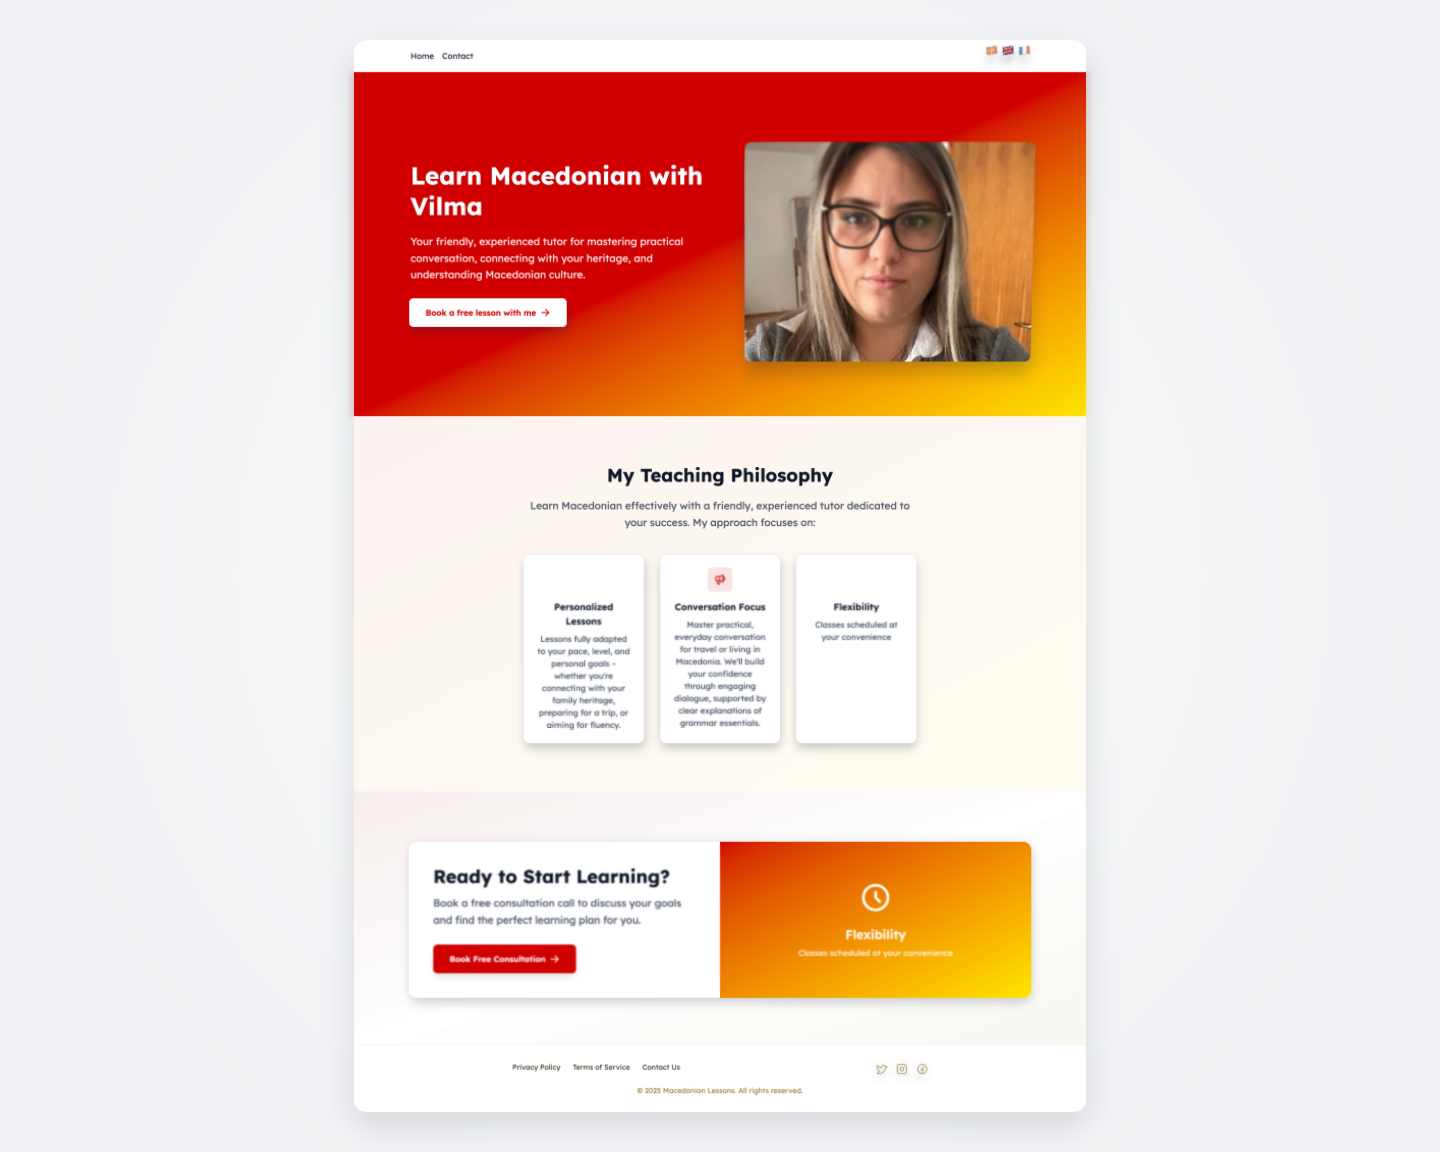 Home Contact
Learn Macedonian with
Vilma
Your friendly, experienced tutor for mastering practical
conversation, connecting with your heritage, and
understanding Macedonian culture.
Book a free lesson with me →
My Teaching Philosophy
Learn Macedonian effectively with a friendly, experienced tutor dedicated to
your success. My approach focuses on:
Personalized
Lessons
Lessons fully adapted
to your pace, level, and
personal goals –
whether you're
connecting with your
family heritage,
preparing for a trip, or
aiming for fluency.
Conversation Focus
Master practical,
everyday conversation
for travel or living in
Macedonia. We'll build
your confidence
through engaging
dialogue, supported by
clear explanations of
grammar essentials.
Flexibility
Classes scheduled at
your convenience
Ready to Start Learning?
Book a free consultation call to discuss your goals
and find the perfect learning plan for you.
Book Free Consultation →
Flexibility
Classes scheduled at your convenience
Privacy Policy Terms of Service Contact Us
© 2025 Macedonian Lessons. All rights reserved.